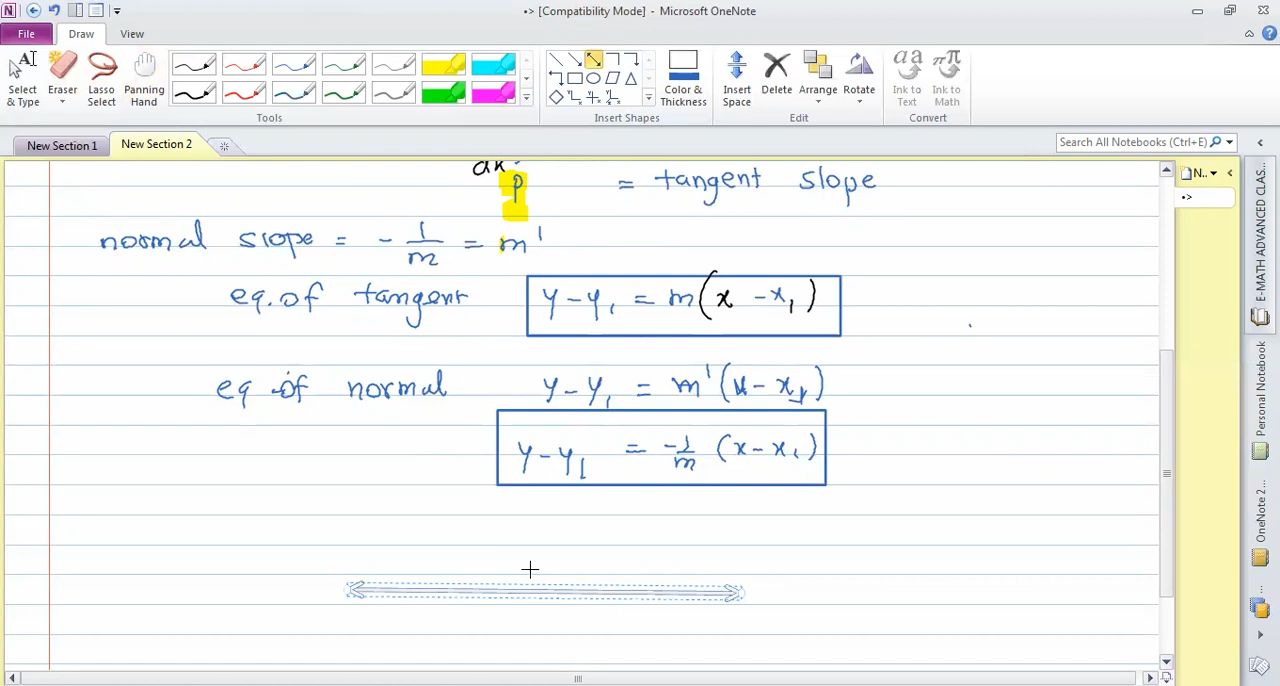 •> [Compatibility Mode] - Microsoft OneNote
File Draw View
Select & Type Eraser Lasso Select Panning Hand Color & Thickness Insert Space Delete Arrange Rotate Ink to Text Ink to Math
Tools Insert Shapes Edit Convert
New Section 1 New Section 2 Search All Notebooks (Ctrl+E)
N..
•>
E-MATH ADVANCED CLAS...
Personal Notebook
OneNote 2...
p = tangent slope
normal slope = - 1/m = m'
eq. of tangent y - y₁ = m(x - x₁)
eq of normal y - y₁ = m'(x - x₁)
y - y₁ = -1/m (x - x₁)